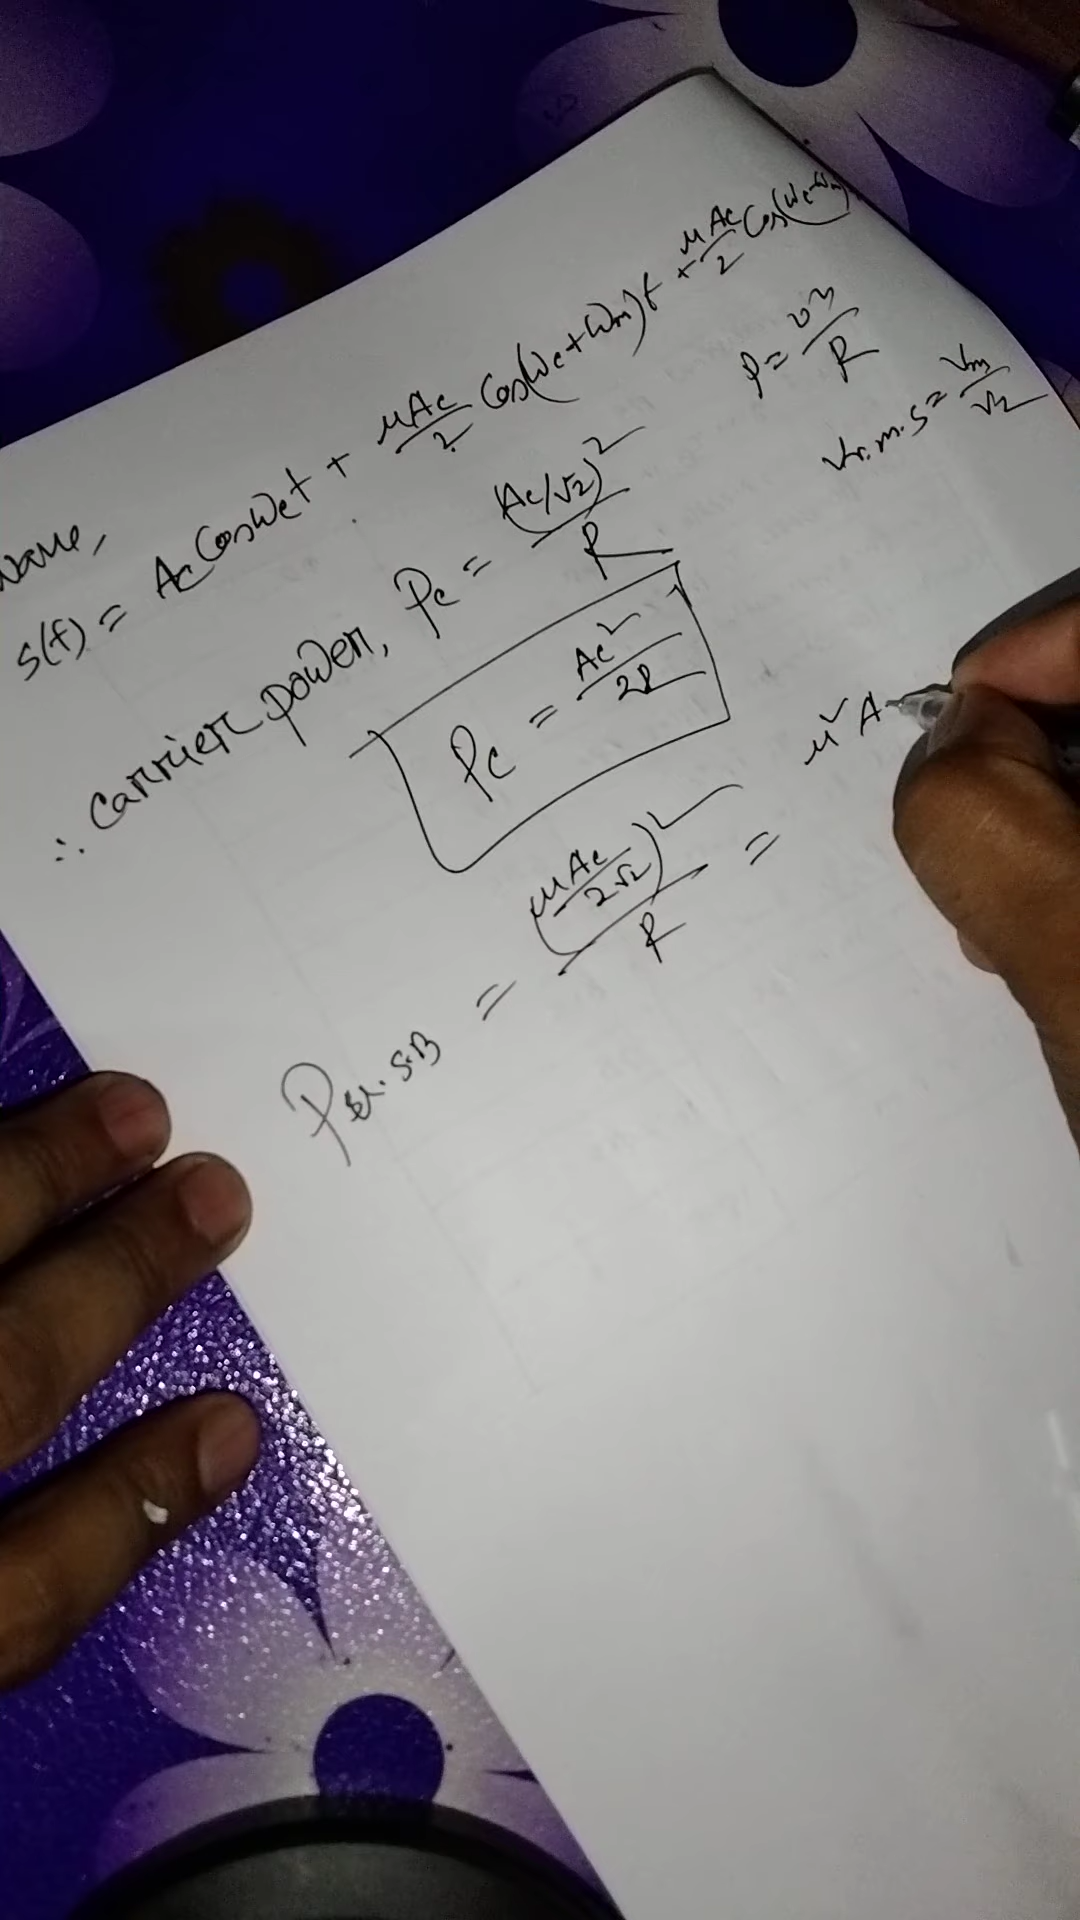 s(t) = Ac Cos Wct + μAc/2 Cos(Wc+Wm)t + μAc/2 Cos(Wc-Wm)
P = v²/R
Vr.m.s = Vm/√2
∴ Carrier power, Pc = (Ac/√2)²/R
Pc = Ac²/2R
Pu.S.B = (μAc/2√2)²/R = μ²A